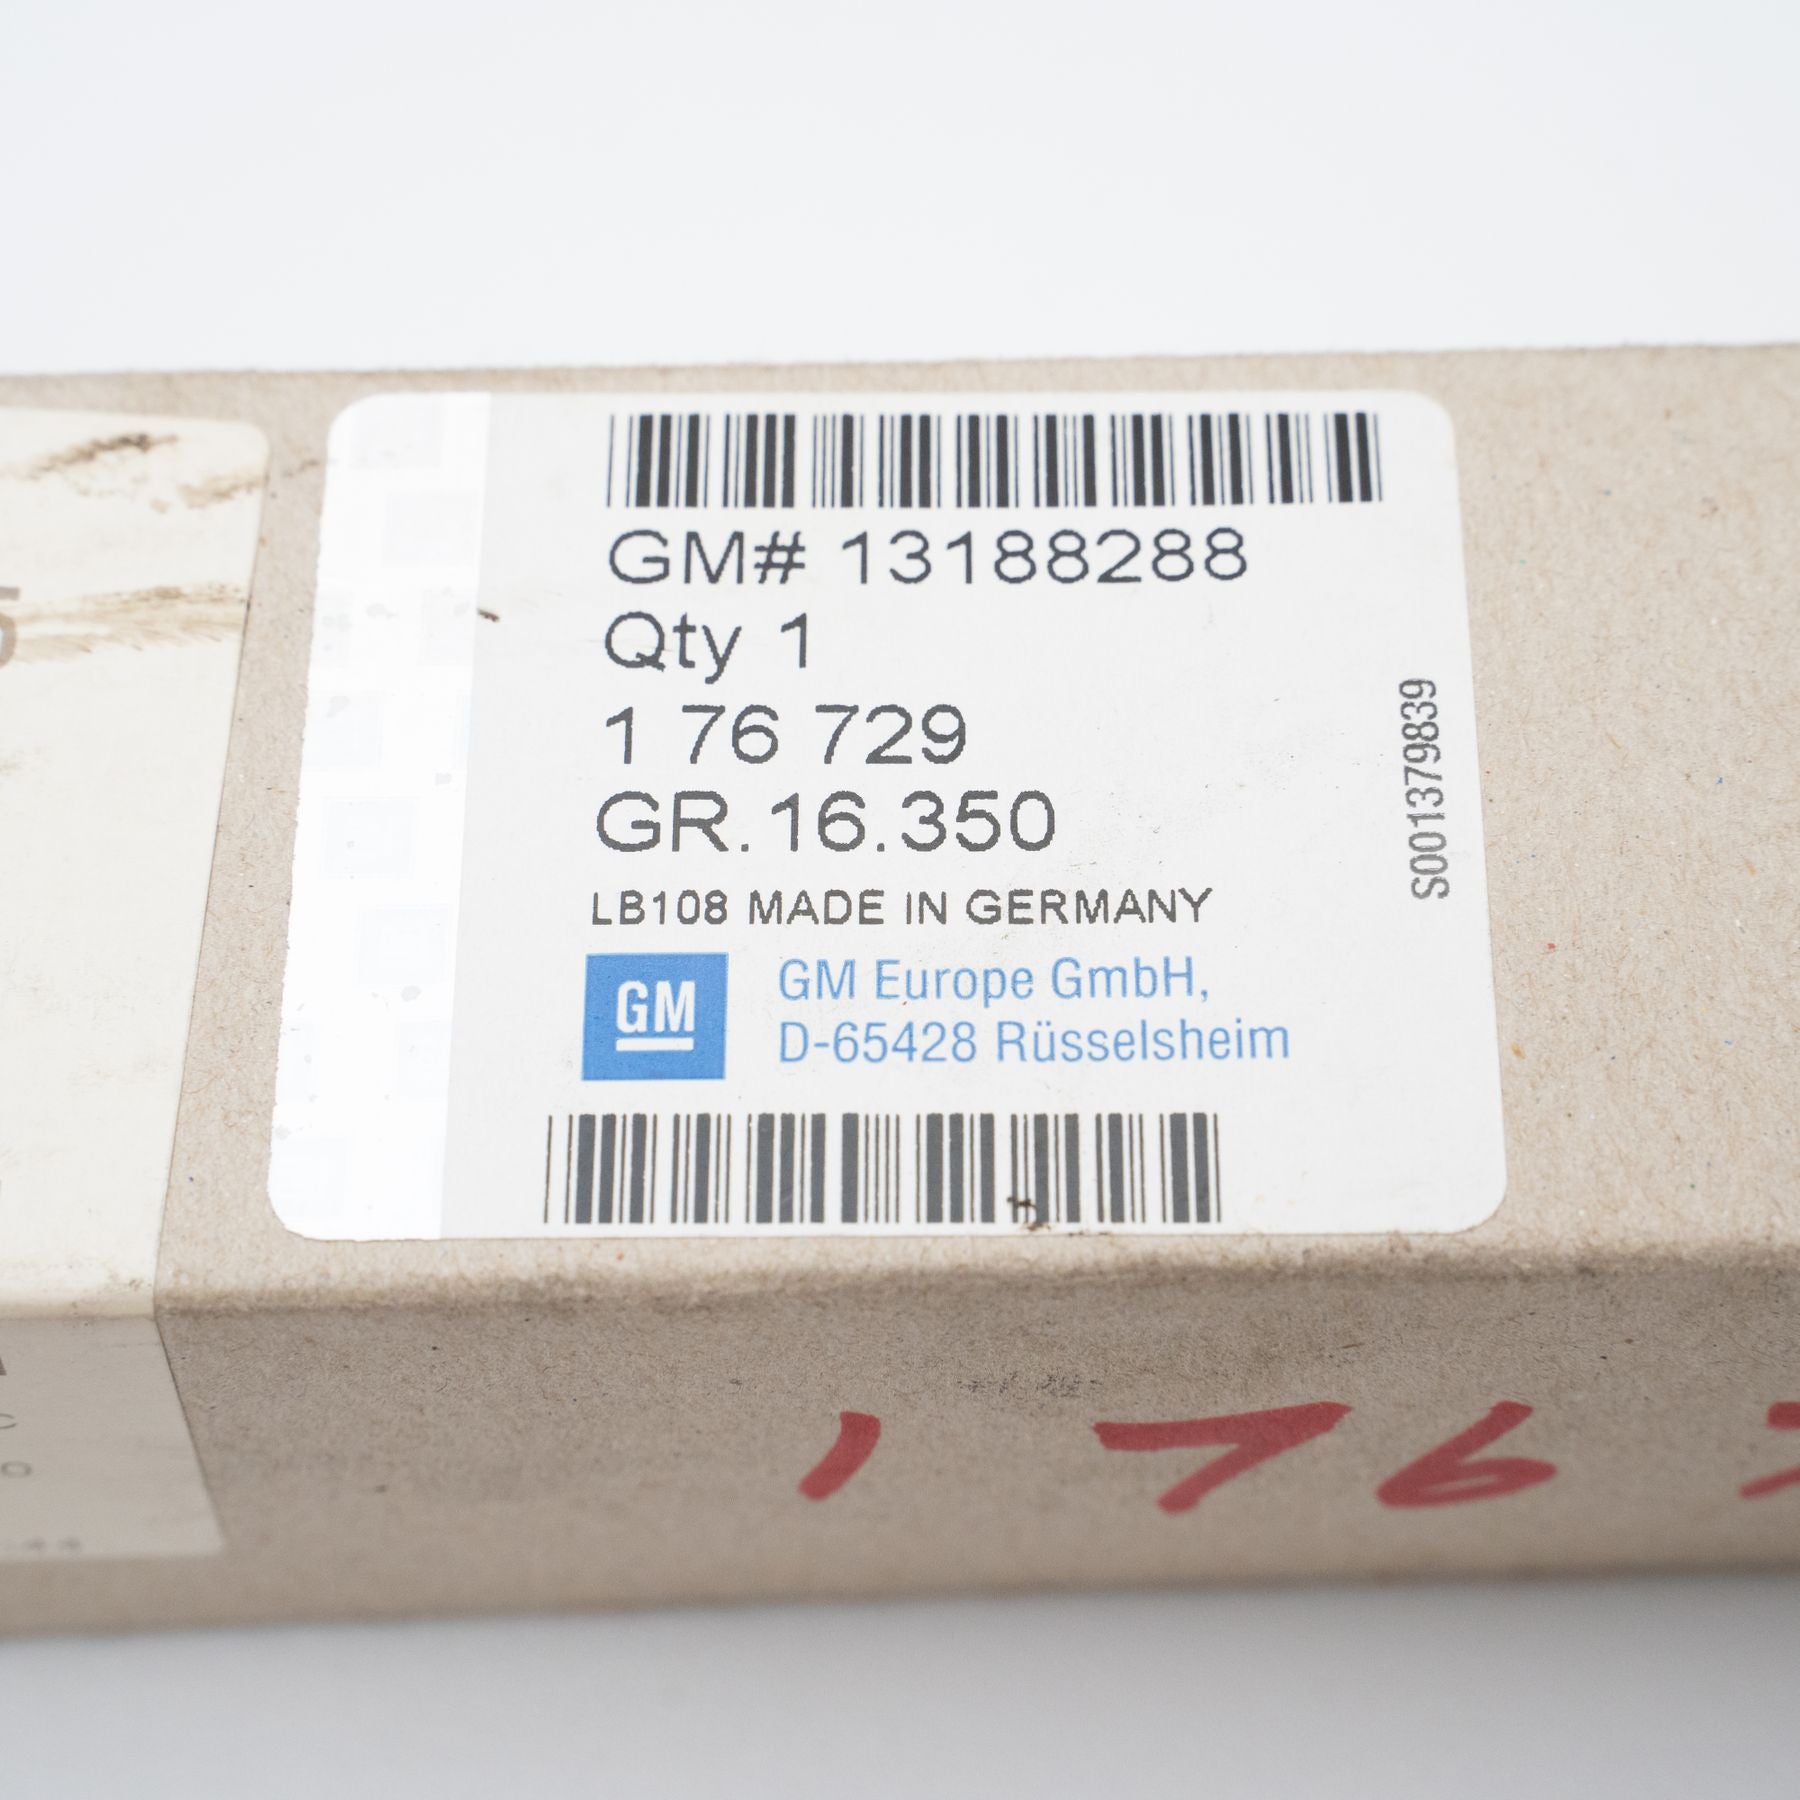 GM# 13188288
Qty 1
1 76 729
GR.16.350
LB108 MADE IN GERMANY
GM
GM Europe GmbH,
D-65428 Rüsselsheim
S001379839
1 76